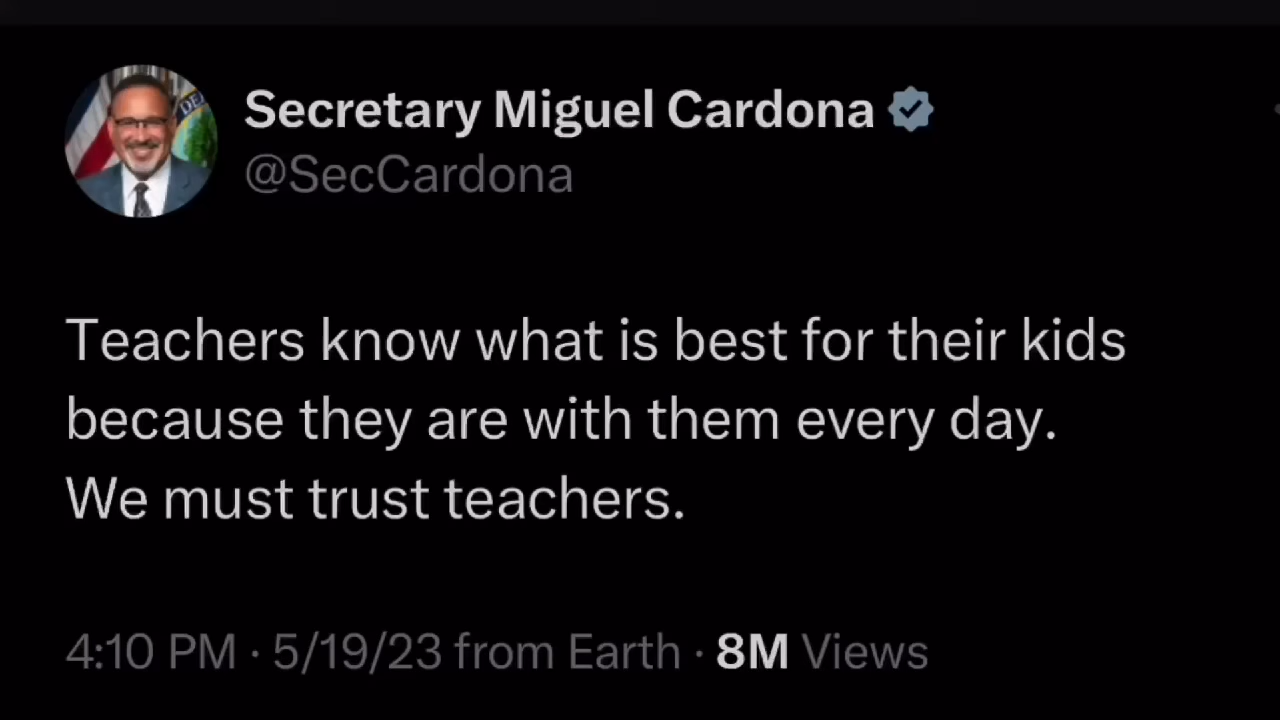 Secretary Miguel Cardona
@SecCardona
Teachers know what is best for their kids
because they are with them every day.
We must trust teachers.
4:10 PM · 5/19/23 from Earth · 8M Views